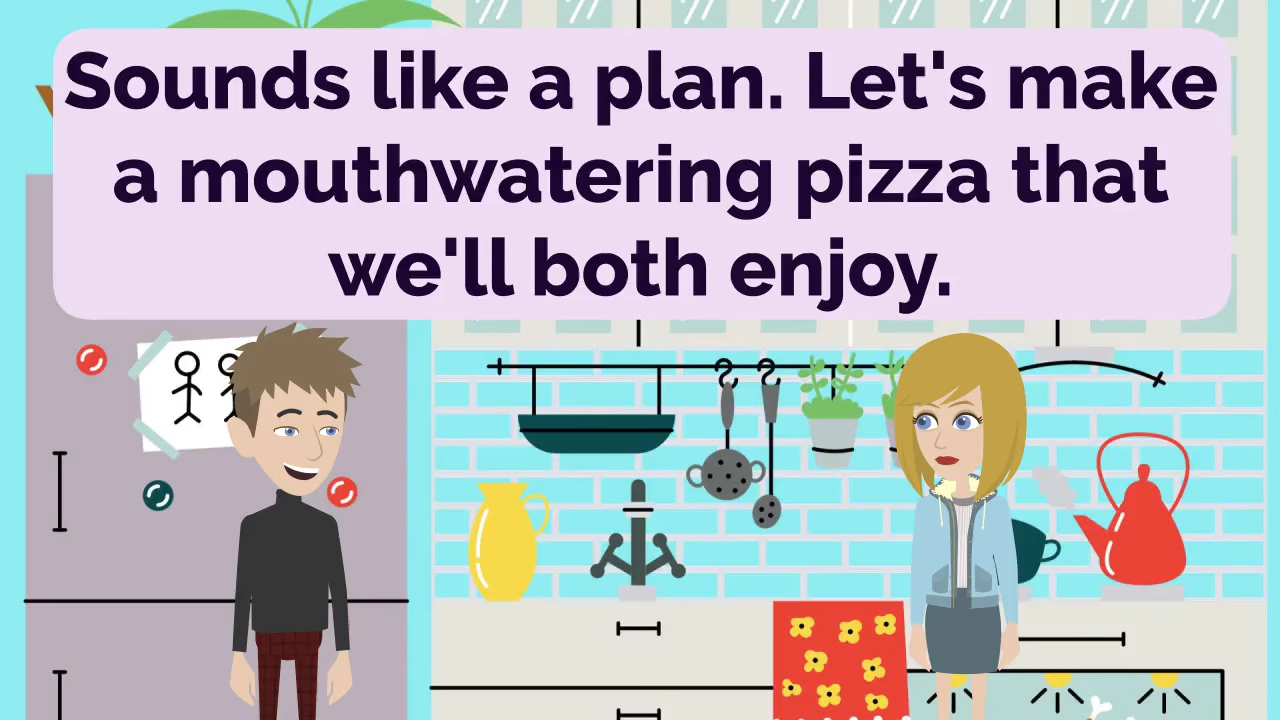 Sounds like a plan. Let's make
a mouthwatering pizza that
we'll both enjoy.